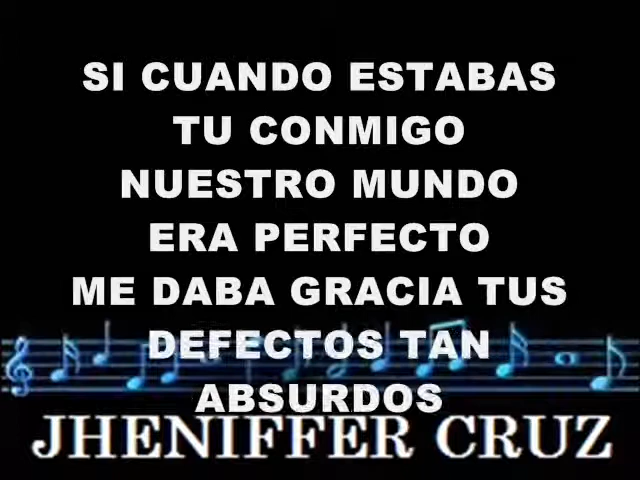 SI CUANDO ESTABAS
TU CONMIGO
NUESTRO MUNDO
ERA PERFECTO
ME DABA GRACIA TUS
DEFECTOS TAN
ABSURDOS
JHENIFFER CRUZ